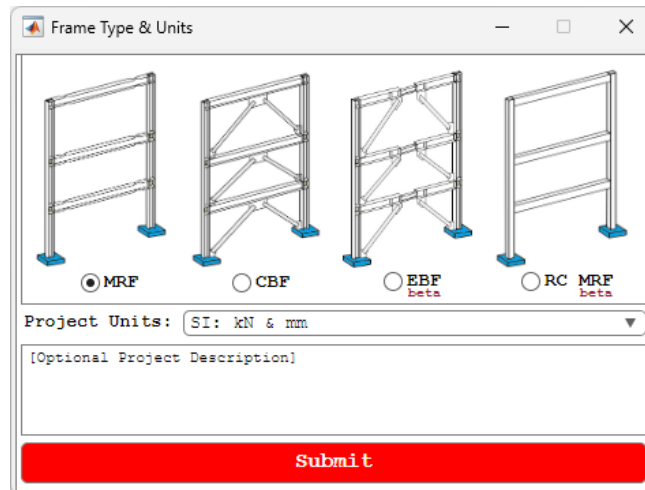 Frame Type & Units
MRF
CBF
EBF
beta
RC MRF
beta
Project Units:
SI: kN & mm
[Optional Project Description]
Submit